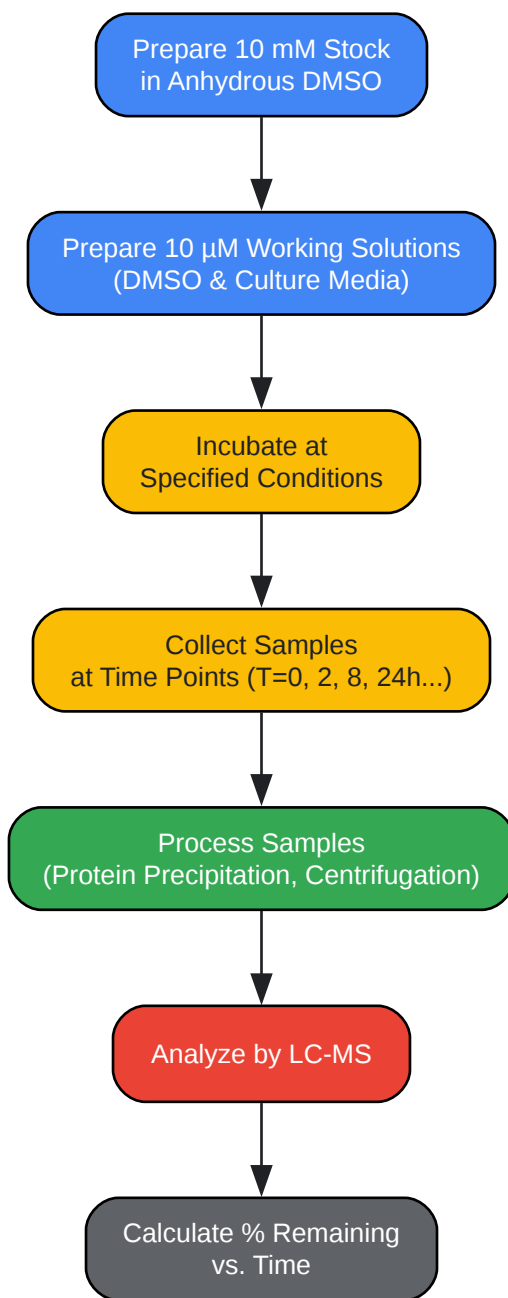 Prepare 10 mM Stock
in Anhydrous DMSO
Prepare 10 µM Working Solutions
(DMSO & Culture Media)
Incubate at
Specified Conditions
Collect Samples
at Time Points (T=0, 2, 8, 24h...)
Process Samples
(Protein Precipitation, Centrifugation)
Analyze by LC-MS
Calculate % Remaining
vs. Time